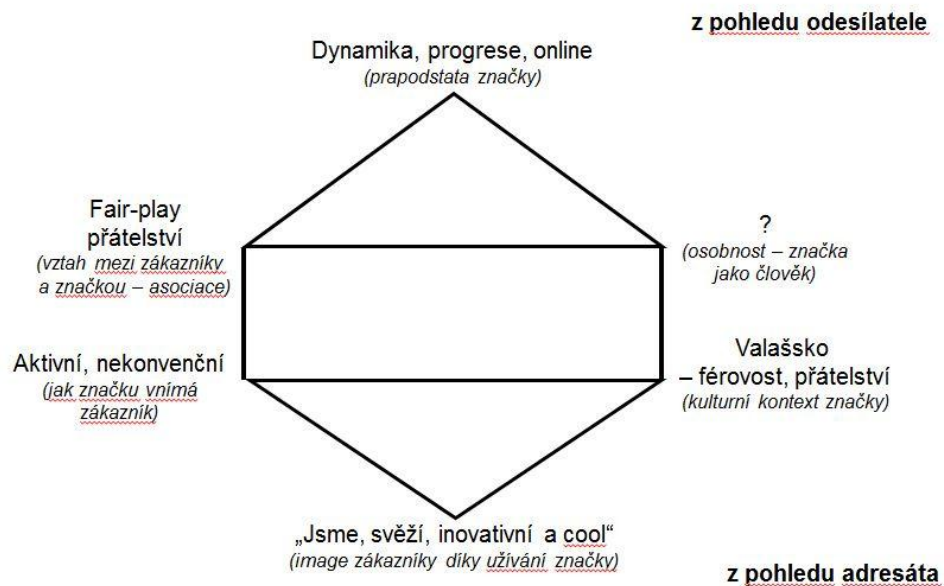 z pohledu odesílatele
Dynamika, progrese, online
(prapodstata značky)
Fair-play
přátelství
(vztah mezi zákazníky
a značkou – asociace)
?
(osobnost – značka
jako člověk)
Aktivní, nekonvenční
(jak značku vnímá
zákazník)
Valašsko
– férovost, přátelství
(kulturní kontext značky)
„Jsme, svěží, inovativní a cool“
(image zákazníky díky užívání značky)
z pohledu adresáta